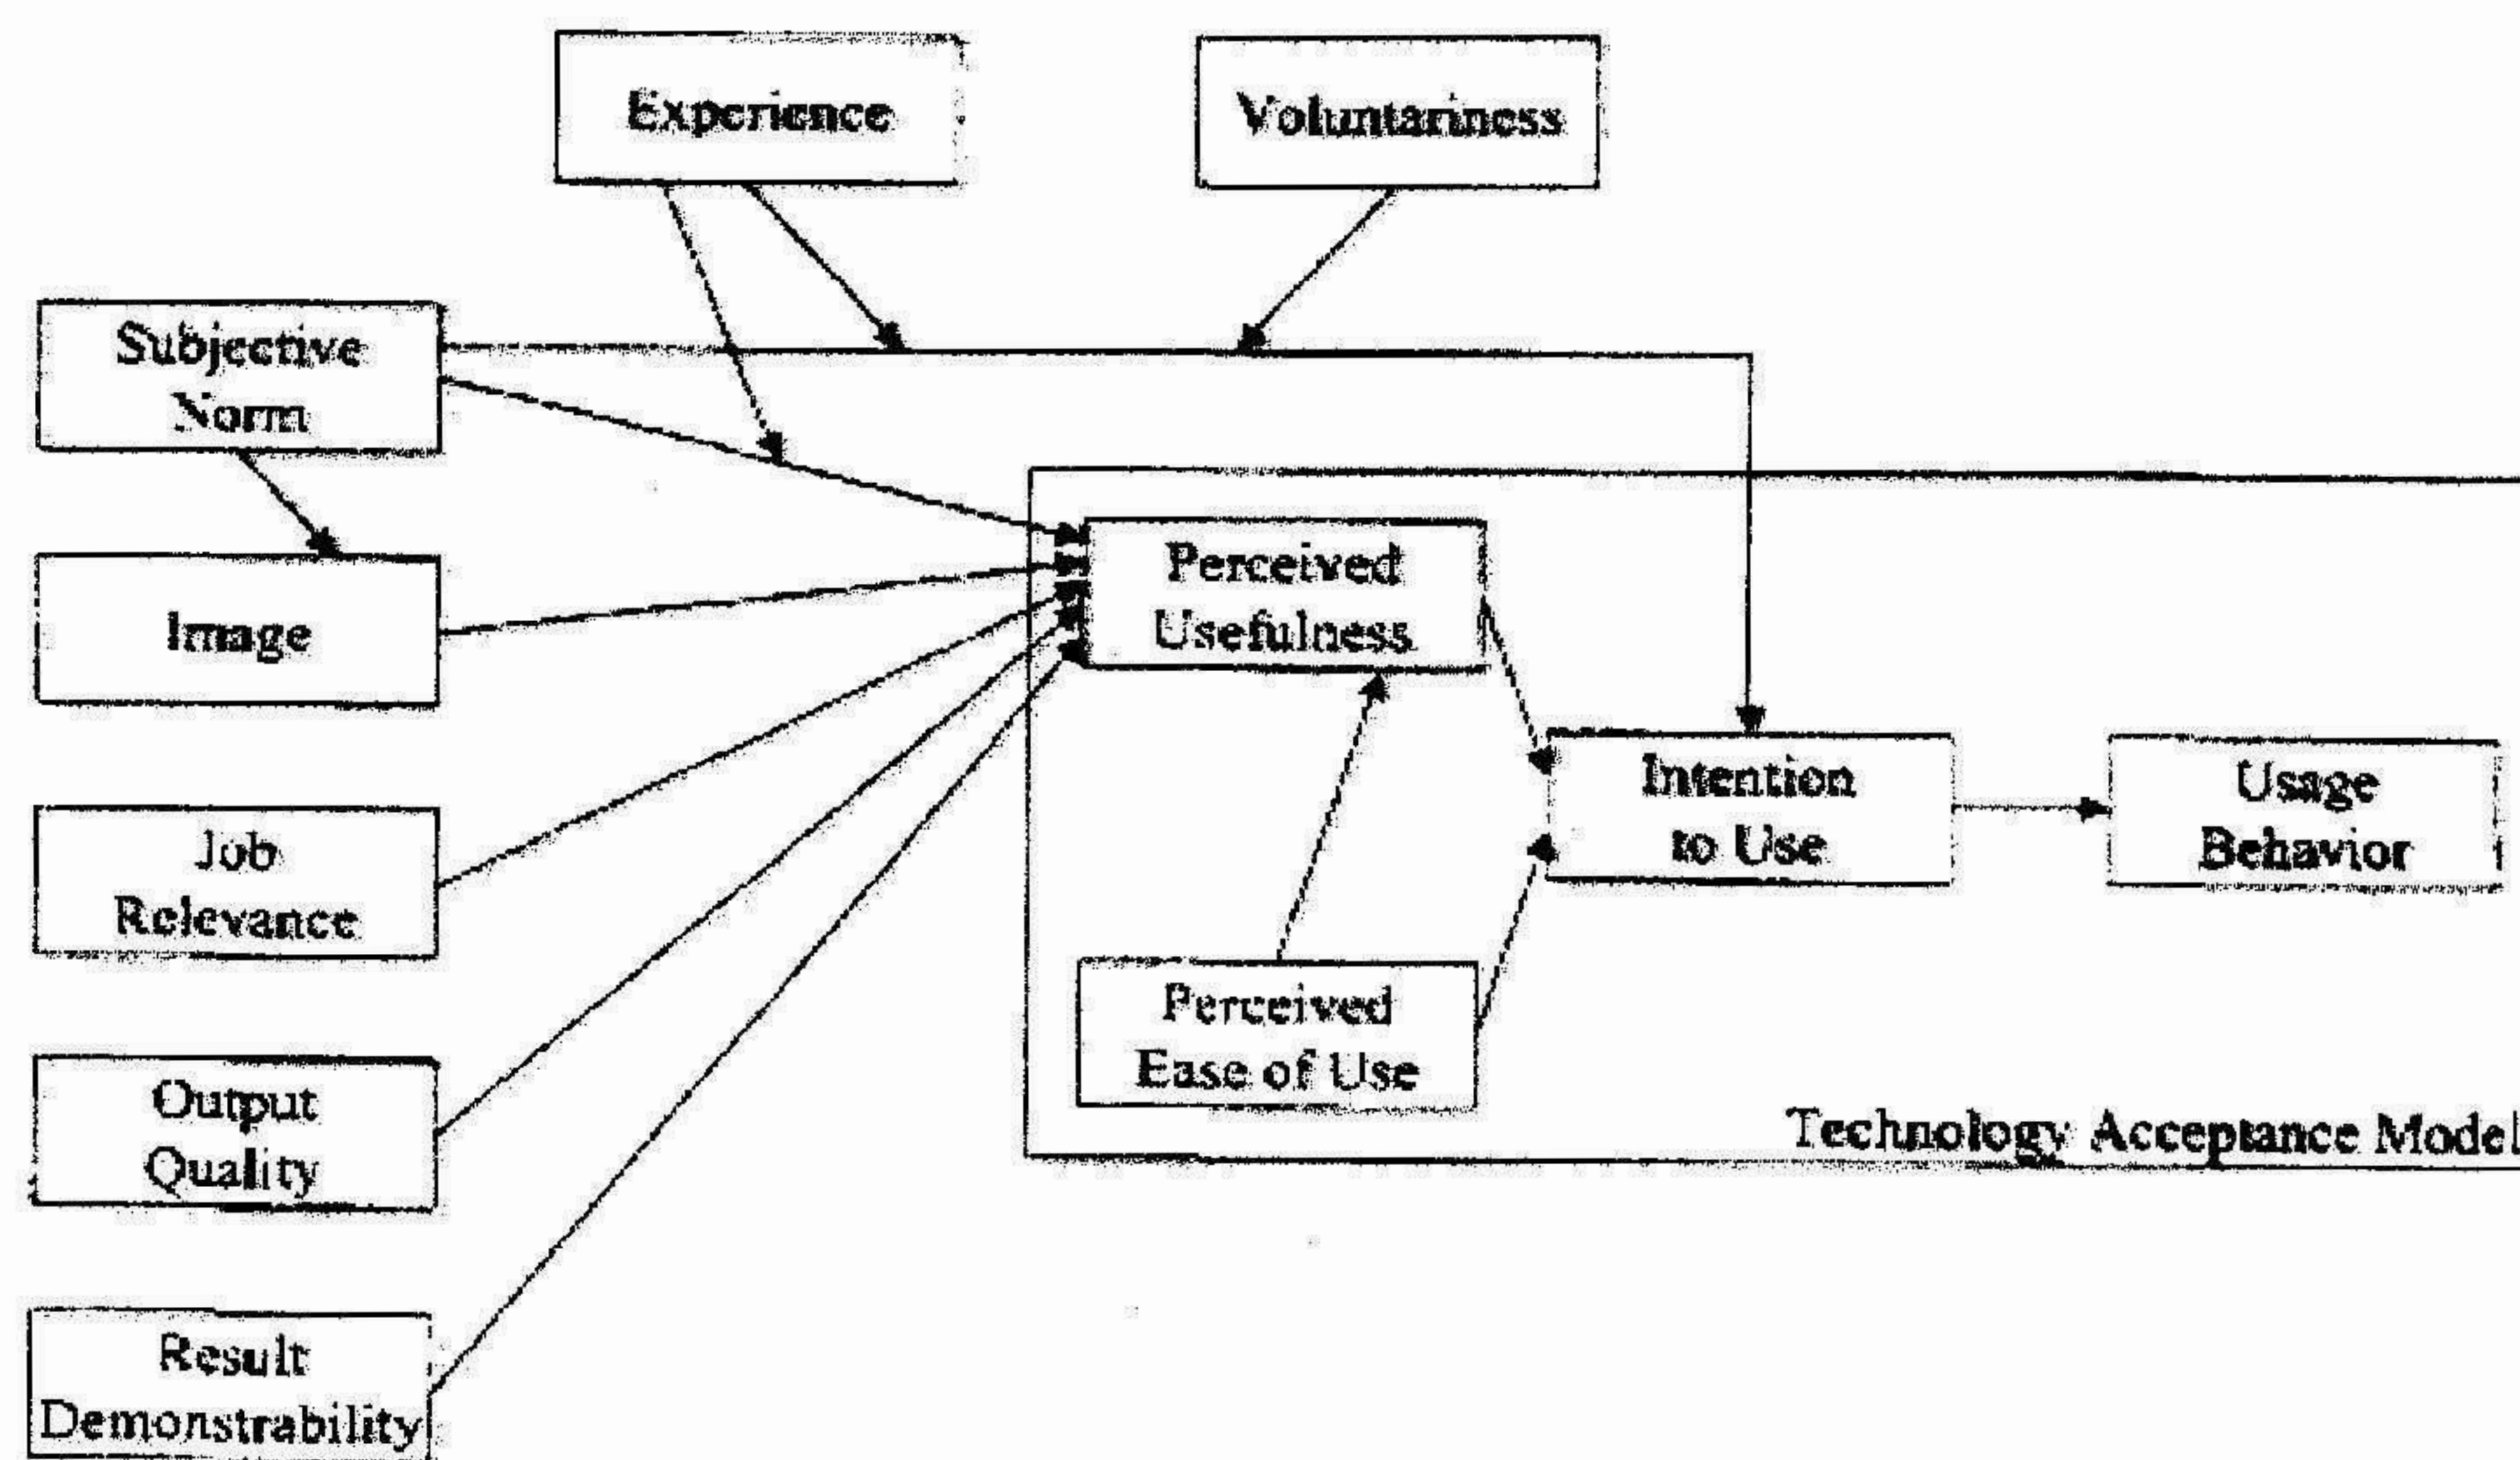 Experience
Voluntariness
Subjective
Norm
Image
Perceived
Usefulness
Job
Relevance
Intention
to Use
Usage
Behavior
Perceived
Ease of Use
Output
Quality
Technology Acceptance Model
Result
Demonstrability